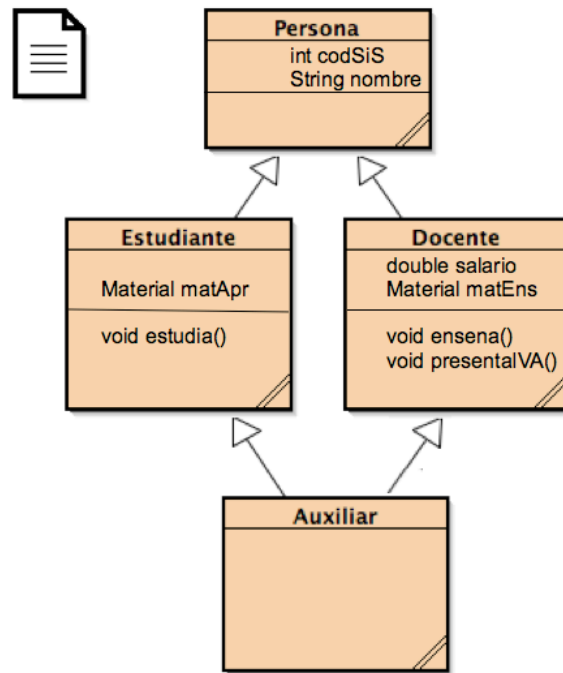 Persona
int codSiS
String nombre
Estudiante
Material matApr
void estudia()
Docente
double salario
Material matEns
void ensena()
void presentaIVA()
Auxiliar